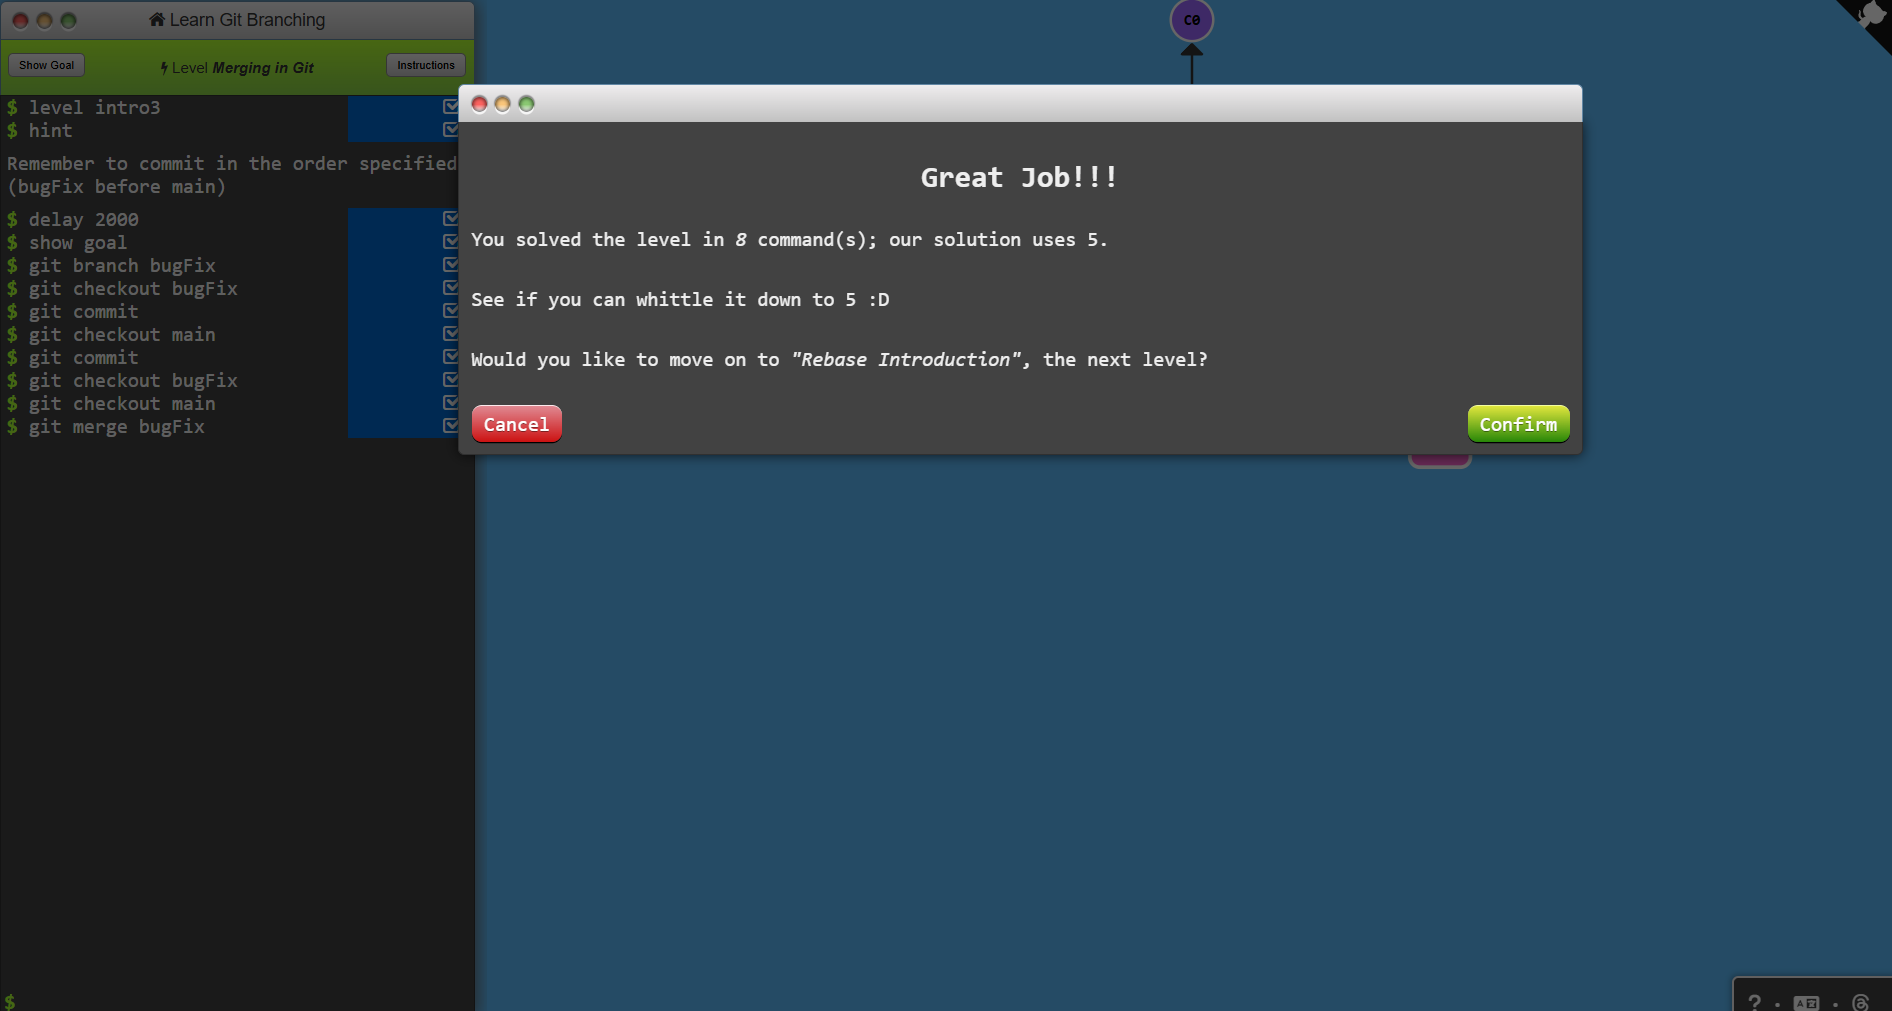 Learn Git Branching
Show Goal
Level Merging in Git
Instructions
$ level intro3
$ hint
Remember to commit in the order specified
(bugFix before main)
$ delay 2000
$ show goal
$ git branch bugFix
$ git checkout bugFix
$ git commit
$ git checkout main
$ git commit
$ git checkout bugFix
$ git checkout main
$ git merge bugFix
$
C0
Great Job!!!
You solved the level in 8 command(s); our solution uses 5.
See if you can whittle it down to 5 :D
Would you like to move on to "Rebase Introduction", the next level?
Cancel
Confirm
? · A ·